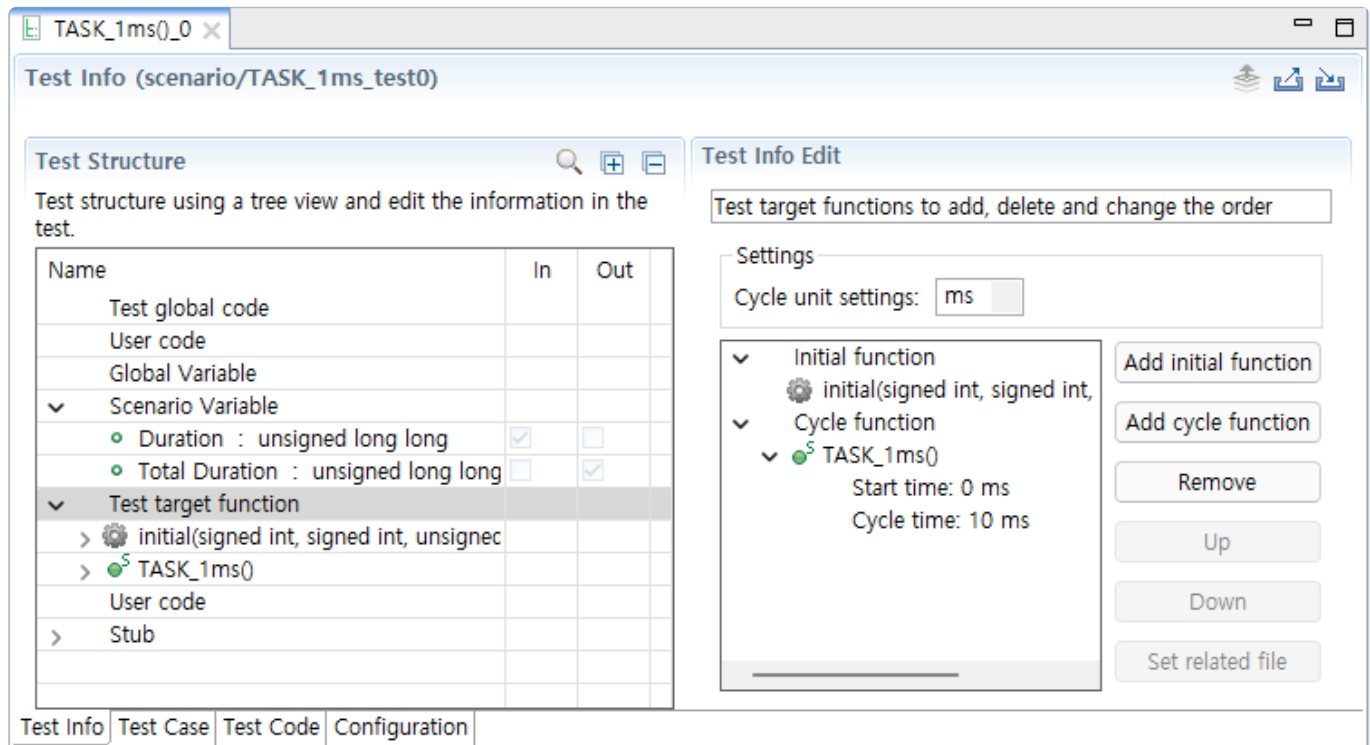 TASK_1ms()_0
Test Info (scenario/TASK_1ms_test0)
Test Structure
Test structure using a tree view and edit the information in the
test.
Name In Out
Test global code
User code
Global Variable
Scenario Variable
Duration : unsigned long long
Total Duration : unsigned long long
Test target function
initial(signed int, signed int, unsignec
TASK_1ms()
User code
Stub
Test Info Edit
Test target functions to add, delete and change the order
Settings
Cycle unit settings: ms
Initial function
initial(signed int, signed int,
Cycle function
TASK_1ms()
Start time: 0 ms
Cycle time: 10 ms
Add initial function
Add cycle function
Remove
Up
Down
Set related file
Test Info Test Case Test Code Configuration